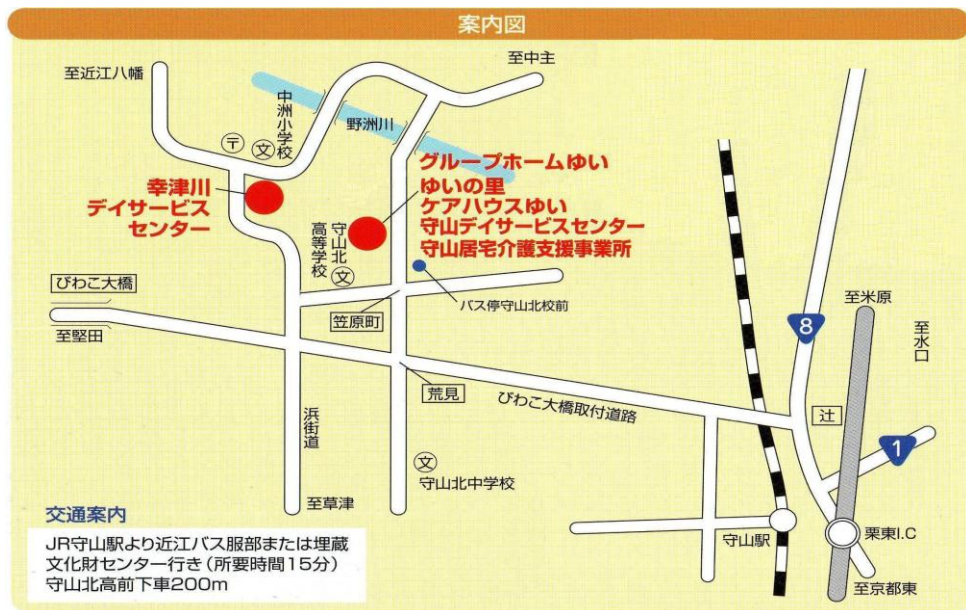 案内図
至近江八幡
至中主
中洲小学校
〒
文
野洲川
幸津川
デイサービス
センター
グループホームゆい
ゆいの里
ケアハウスゆい
守山デイサービスセンター
守山居宅介護支援事業所
守山北
高等学校
文
バス停守山北校前
びわこ大橋
至堅田
笠原町
荒見
びわこ大橋取付道路
8
至米原
至水口
辻
1
浜街道
文
守山北中学校
至草津
守山駅
栗東I.C
至京都東
交通案内
JR守山駅より近江バス服部または埋蔵
文化財センター行き(所要時間15分)
守山北高前下車200m